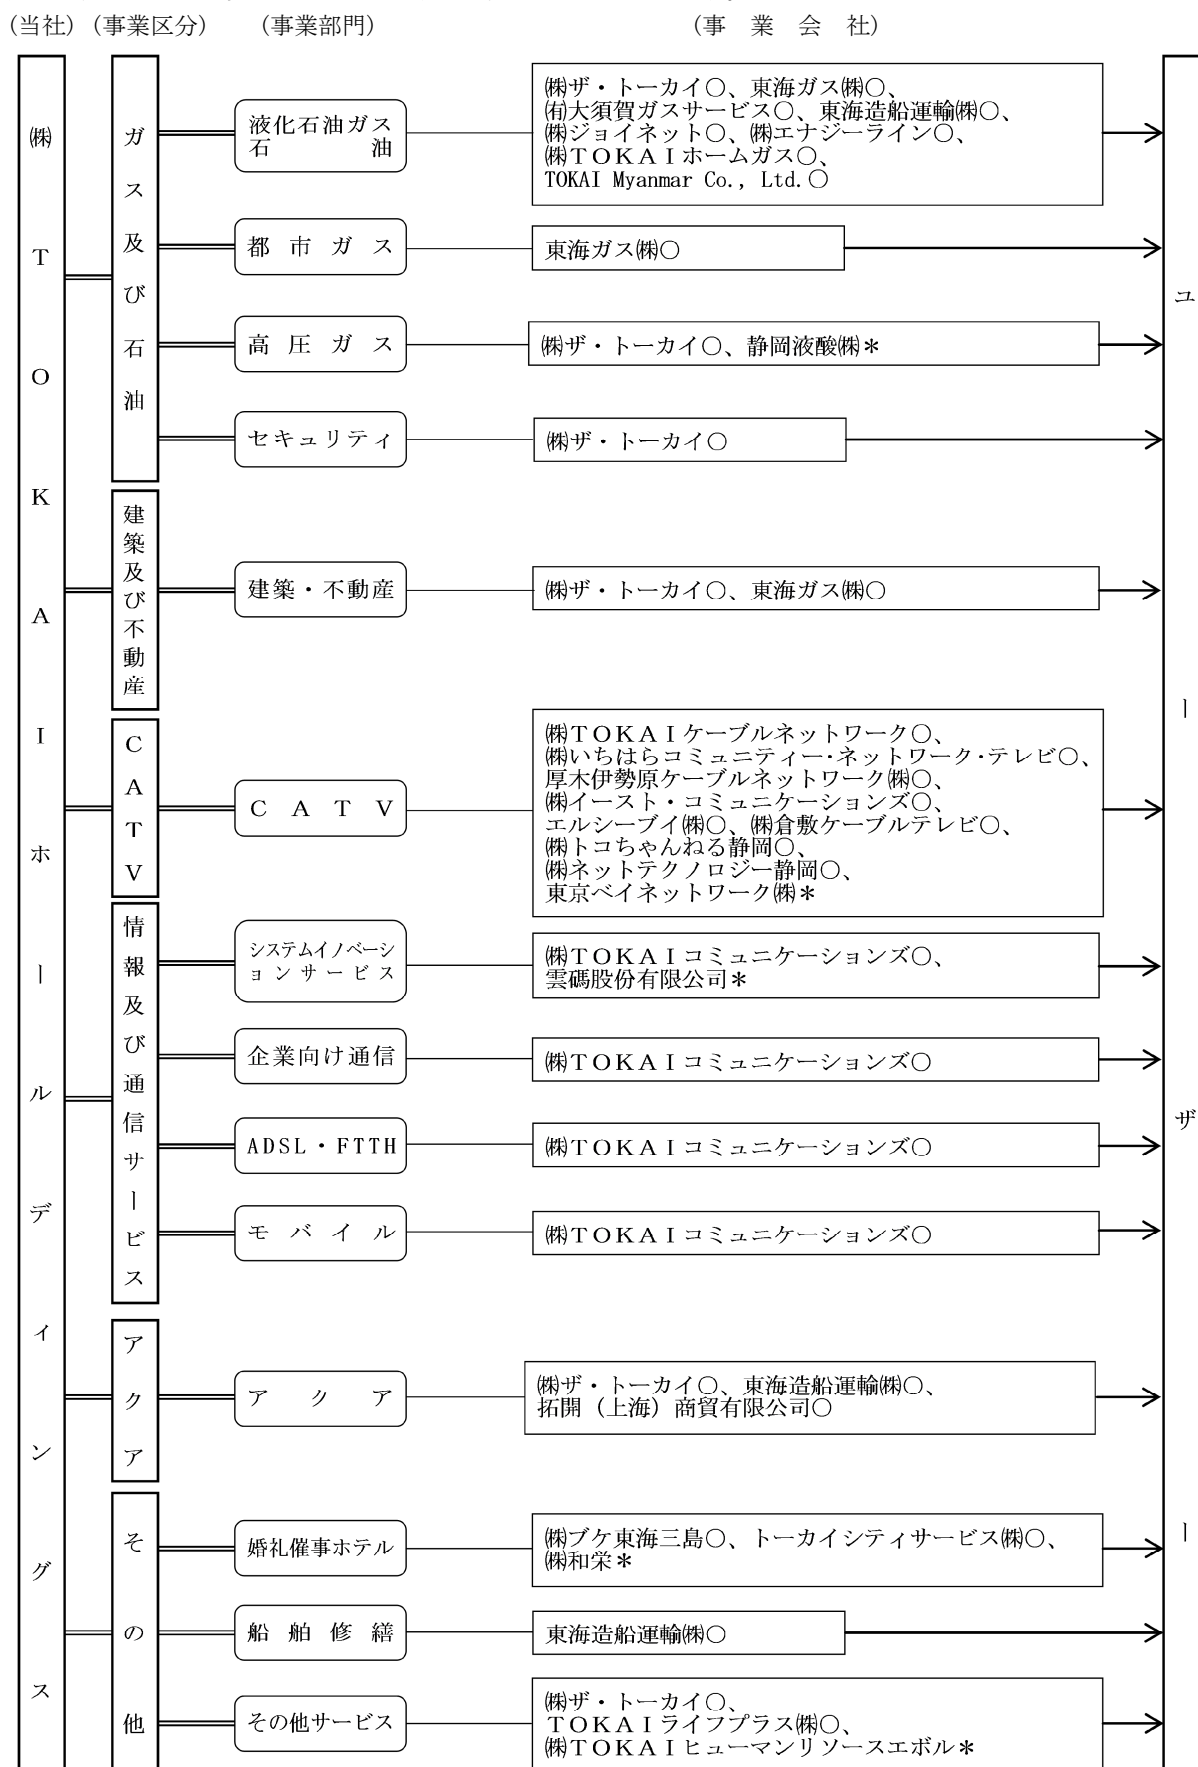 (当社) (事業区分) (事業部門) (事業会社)
㈱TOKAIホールディングス
ガス及び石油
液化石油ガス
石油
㈱ザ・トーカイ○、東海ガス㈱○、
㈲大須賀ガスサービス○、東海造船運輸㈱○、
㈱ジョイネット○、㈱エナジーライン○、
㈱TOKAIホームガス○、
TOKAI Myanmar Co., Ltd.○
都市ガス
東海ガス㈱○
高圧ガス
㈱ザ・トーカイ○、静岡液酸㈱*
セキュリティ
㈱ザ・トーカイ○
建築及び不動産
建築・不動産
㈱ザ・トーカイ○、東海ガス㈱○
CATV
CATV
㈱TOKAIケーブルネットワーク○、
㈱いちはらコミュニティー・ネットワーク・テレビ○、
厚木伊勢原ケーブルネットワーク㈱○、
㈱イースト・コミュニケーションズ○、
エルシーブイ㈱○、㈱倉敷ケーブルテレビ○、
㈱トコちゃんねる静岡○、
㈱ネットテクノロジー静岡○、
東京ベイネットワーク㈱*
情報及び通信サービス
システムイノベーシ
ョンサービス
㈱TOKAIコミュニケーションズ○、
雲碼股份有限公司*
企業向け通信
㈱TOKAIコミュニケーションズ○
ADSL・FTTH
㈱TOKAIコミュニケーションズ○
モバイル
㈱TOKAIコミュニケーションズ○
アクア
アクア
㈱ザ・トーカイ○、東海造船運輸㈱○、
拓開(上海)商貿有限公司○
その他
婚礼催事ホテル
㈱ブケ東海三島○、トーカイシティサービス㈱○、
㈱和栄*
船舶修繕
東海造船運輸㈱○
その他サービス
㈱ザ・トーカイ○、
TOKAIライフプラス㈱○、
㈱TOKAIヒューマンリソースエボル*
ユーザー